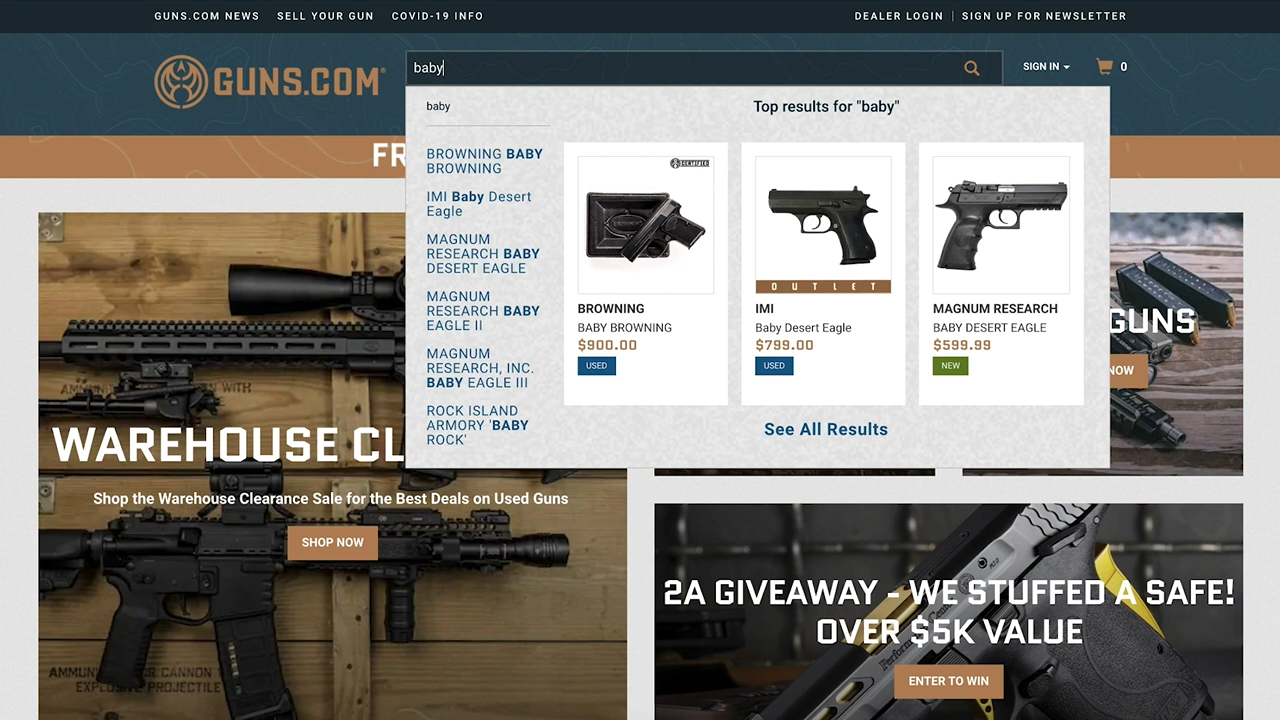 GUNS.COM NEWS SELL YOUR GUN COVID-19 INFO
DEALER LOGIN | SIGN UP FOR NEWSLETTER
GUNS.COM
baby
SIGN IN
0
FR
baby
BROWNING BABY
BROWNING
IMI Baby Desert
Eagle
MAGNUM
RESEARCH BABY
DESERT EAGLE
MAGNUM
RESEARCH BABY
EAGLE II
MAGNUM
RESEARCH, INC.
BABY EAGLE III
ROCK ISLAND
ARMORY 'BABY
ROCK'
Top results for "baby"
CERTIFIED
BROWNING
BABY BROWNING
$900.00
USED
OUTLET
IMI
Baby Desert Eagle
$799.00
USED
MAGNUM RESEARCH
BABY DESERT EAGLE
$599.99
NEW
See All Results
WAREHOUSE CL
Shop the Warehouse Clearance Sale for the Best Deals on Used Guns
SHOP NOW
GUNS
NOW
2A GIVEAWAY - WE STUFFED A SAFE!
OVER $5K VALUE
ENTER TO WIN